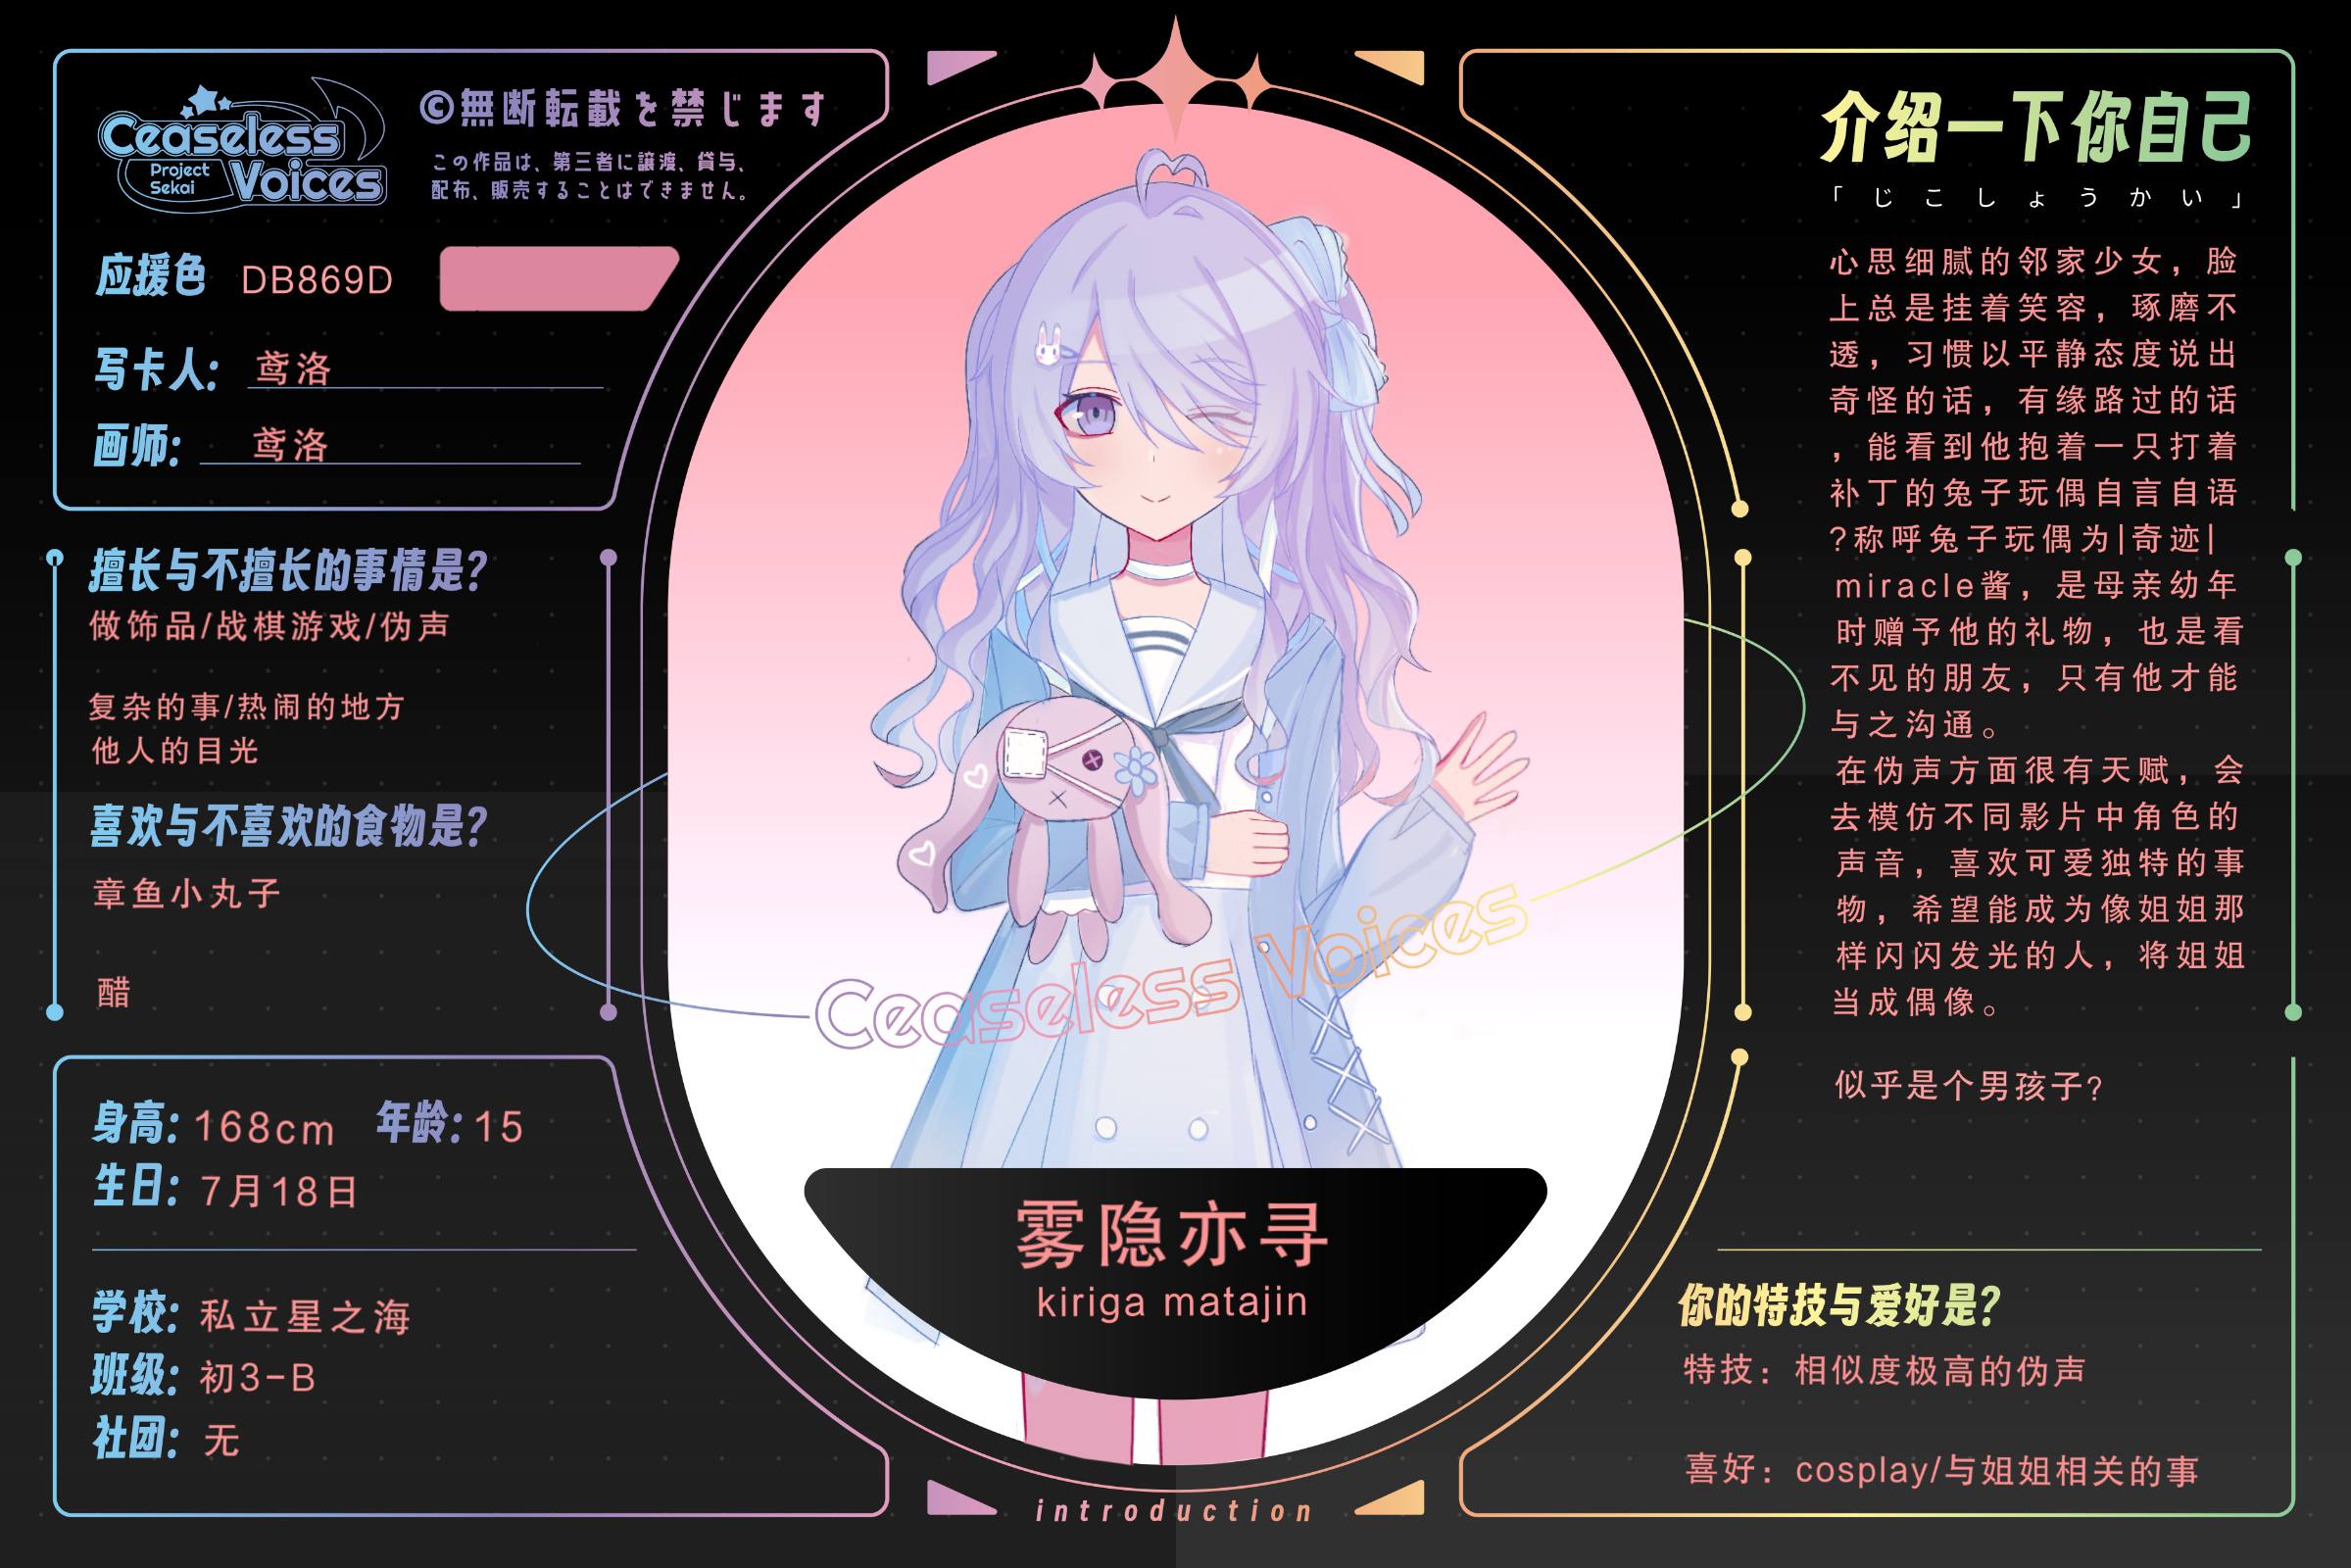 Ceaseless
Project
Sekai
Voices
©無断転載を禁じます
この作品は、第三者に譲渡、貸与、
配布、販売することはできません。
应援色 DB869D
写卡人: 鸢洛
画师: 鸢洛
擅长与不擅长的事情是?
做饰品/战棋游戏/伪声
复杂的事/热闹的地方
他人的目光
喜欢与不喜欢的食物是?
章鱼小丸子
醋
身高: 168cm 年龄: 15
生日: 7月18日
学校: 私立星之海
班级: 初3-B
社团: 无
Ceaseless Voices
雾隐亦寻
kiriga matajin
introduction
介绍一下你自己
「じこしょうかい」
心思细腻的邻家少女，脸
上总是挂着笑容，琢磨不
透，习惯以平静态度说出
奇怪的话，有缘路过的话
，能看到他抱着一只打着
补丁的兔子玩偶自言自语
?称呼兔子玩偶为|奇迹|
miracle酱，是母亲幼年
时赠予他的礼物，也是看
不见的朋友，只有他才能
与之沟通。
在伪声方面很有天赋，会
去模仿不同影片中角色的
声音，喜欢可爱独特的事
物，希望能成为像姐姐那
样闪闪发光的人，将姐姐
当成偶像。
似乎是个男孩子?
你的特技与爱好是?
特技：相似度极高的伪声
喜好：cosplay/与姐姐相关的事